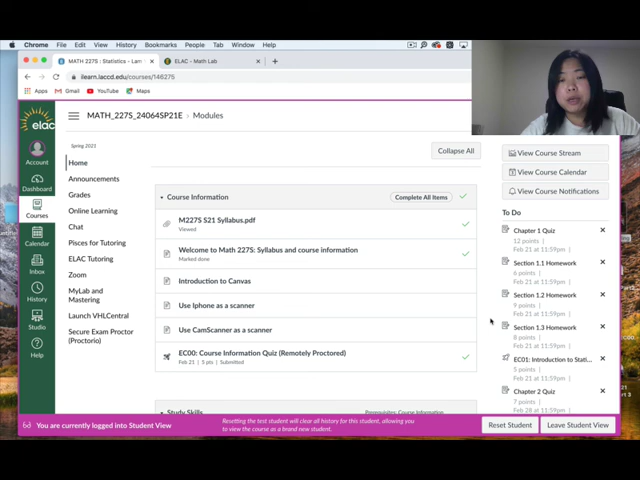 Chrome File Edit View History Bookmarks People Tab Window Help
MATH 227S : Statistics - Larn
ELAC - Math Lab
ilearn.laccd.edu/courses/146275
Apps Gmail YouTube Maps
elac
Account
Dashboard
Courses
Calendar
Inbox
History
Studio
Help
MATH_227S_24064SP21E > Modules
Spring 2021
Home
Announcements
Grades
Online Learning
Chat
Pisces for Tutoring
ELAC Tutoring
Zoom
MyLab and
Mastering
Launch VHLCentral
Secure Exam Proctor
(Proctorio)
Collapse All
Course Information
Complete All Items
M227S S21 Syllabus.pdf
Viewed
Welcome to Math 227S: Syllabus and course information
Marked done
Introduction to Canvas
Use Iphone as a scanner
Use CamScanner as a scanner
EC00: Course Information Quiz (Remotely Proctored)
Feb 21 | 5 pts | Submitted
Study Skills
Prerequisites: Course Information
View Course Stream
View Course Calendar
View Course Notifications
To Do
Chapter 1 Quiz
12 points |
Feb 21 at 11:59pm |
Section 1.1 Homework
6 points |
Feb 21 at 11:59pm |
Section 1.2 Homework
9 points |
Feb 21 at 11:59pm |
Section 1.3 Homework
8 points |
Feb 21 at 11:59pm |
EC01: Introduction to Stati...
5 points |
Feb 21 at 11:59pm |
Chapter 2 Quiz
7 points |
Feb 28 at 11:59pm |
You are currently logged into Student View
Resetting the test student will clear all history for this student, allowing
you to view the course as a brand new student.
Reset Student
Leave Student View